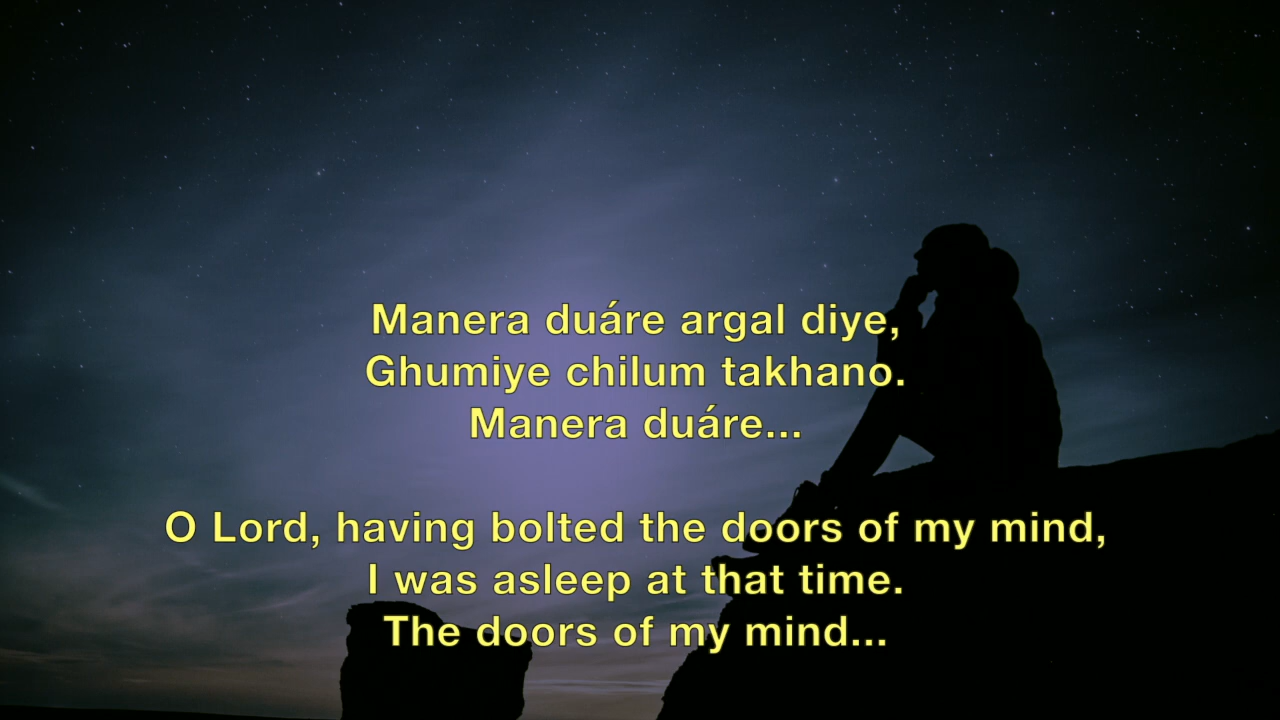 Manera duáre argal diye,
Ghumiye chilum takhano.
Manera duáre...
O Lord, having bolted the doors of my mind,
I was asleep at that time.
The doors of my mind...